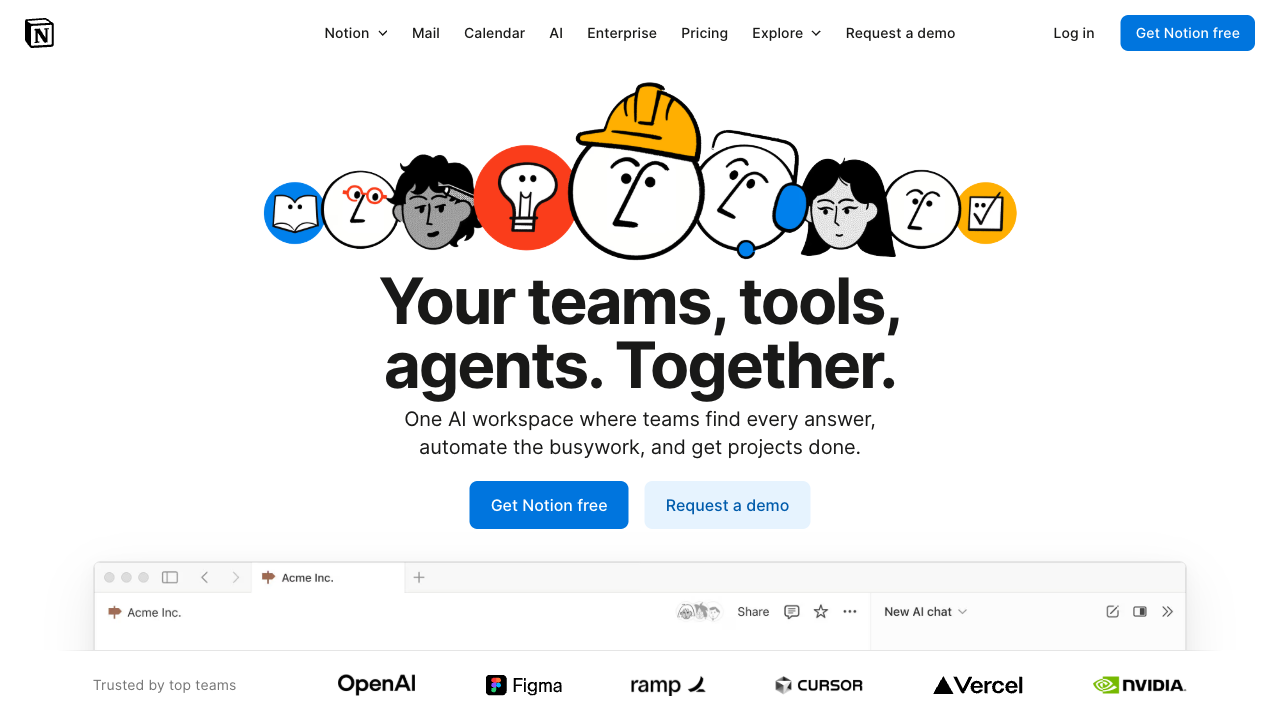 N
Notion
Mail
Calendar
AI
Enterprise
Pricing
Explore
Request a demo
Log in
Get Notion free
Your teams, tools,
agents. Together.
One AI workspace where teams find every answer,
automate the busywork, and get projects done.
Get Notion free
Request a demo
Acme Inc.
Acme Inc.
Share
New AI chat
Trusted by top teams
OpenAI
Figma
ramp
CURSOR
Vercel
NVIDIA